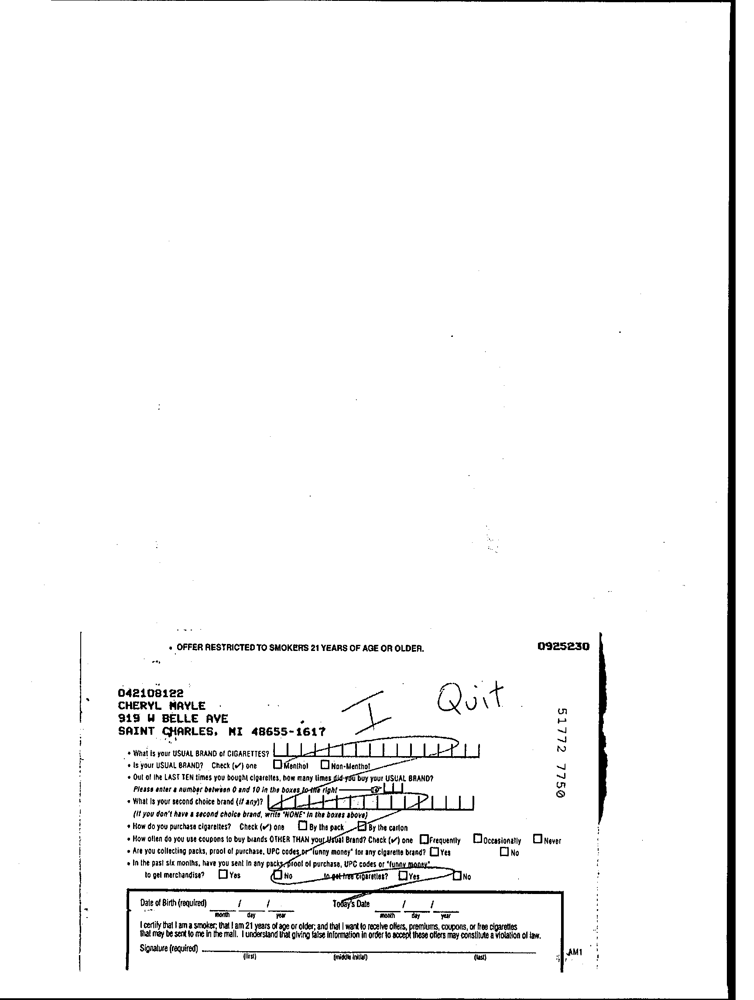 • OFFER RESTRICTED TO SMOKERS 21 YEARS OF AGE OR OLDER. 0925230
042108122
CHERYL MAYLE
919 W BELLE AVE
SAINT CHARLES, MI 48655-1617
I Quit
51772 7750
• What is your USUAL BRAND of CIGARETTES?
• Is your USUAL BRAND? Check (✔) one ☐ Menthol ☐ Non-Menthol
• Out of the LAST TEN times you bought cigarettes, how many times did you buy your USUAL BRAND?
Please enter a number between 0 and 10 in the boxes to the right
• What is your second choice brand (if any)?
(If you don't have a second choice brand, write "NONE" in the boxes above)
• How do you purchase cigarettes? Check (✔) one ☐ By the pack ☐ By the carton
• How often do you use coupons to buy brands OTHER THAN your Usual Brand? Check (✔) one ☐ Frequently ☐ Occasionally ☐ Never
• Are you collecting packs, proof of purchase, UPC codes or "funny money" for any cigarette brand? ☐ Yes ☐ No
• In the past six months, have you sent in any packs, proof of purchase, UPC codes or "funny money"
to get merchandise? ☐ Yes ☐ No to get free cigarettes? ☐ Yes ☐ No
Date of Birth (required) / / Today's Date / /
month day year month day year
I certify that I am a smoker; that I am 21 years of age or older; and that I want to receive offers, premiums, coupons, or free cigarettes
that may be sent to me in the mail. I understand that giving false information in order to accept these offers may constitute a violation of law.
Signature (required)
(first) (middle initial) (last)
AM1